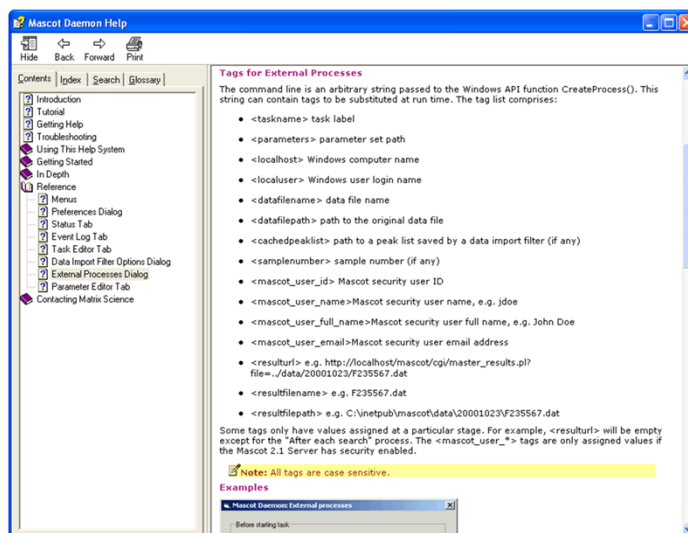 Mascot Daemon Help
Hide Back Forward Print
Contents Index Search Glossary
Introduction
Tutorial
Getting Help
Troubleshooting
Using This Help System
Getting Started
In Depth
Reference
Menus
Preferences Dialog
Status Tab
Event Log Tab
Task Editor Tab
Data Import Filter Options Dialog
External Processes Dialog
Parameter Editor Tab
Contacting Matrix Science
Tags for External Processes
The command line is an arbitrary string passed to the Windows API function CreateProcess(). This
string can contain tags to be substituted at run time. The tag list comprises:
• <taskname> task label
• <parameters> parameter set path
• <localhost> Windows computer name
• <localuser> Windows user login name
• <datafilename> data file name
• <datafilepath> path to the original data file
• <cachedpeaklist> path to a peak list saved by a data import filter (if any)
• <samplenumber> sample number (if any)
• <mascot_user_id> Mascot security user ID
• <mascot_user_name>Mascot security user name, e.g. jdoe
• <mascot_user_full_name>Mascot security user full name, e.g. John Doe
• <mascot_user_email>Mascot security user email address
• <resulturl> e.g. http://localhost/mascot/cgi/master_results.pl?
file=../data/20001023/F235567.dat
• <resultfilename> e.g. F235567.dat
• <resultfilepath> e.g. C:\inetpub\mascot\data\20001023\F235567.dat
Some tags only have values assigned at a particular stage. For example, <resulturl> will be empty
except for the "After each search" process. The <mascot_user_*> tags are only assigned values if
the Mascot 2.1 Server has security enabled.
Note: All tags are case sensitive.
Examples
Mascot Daemon: External processes
Before starting task